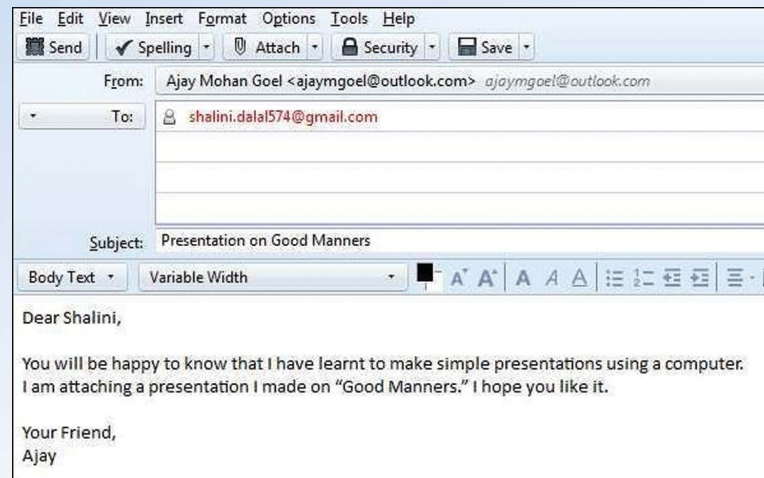 File Edit View Insert Format Options Tools Help
Send Spelling Attach Security Save
From: Ajay Mohan Goel <ajaymgoel@outlook.com> ajaymgoel@outlook.com
To: shalini.dalal574@gmail.com
Subject: Presentation on Good Manners
Body Text Variable Width
Dear Shalini,
You will be happy to know that I have learnt to make simple presentations using a computer.
I am attaching a presentation I made on “Good Manners.” I hope you like it.
Your Friend,
Ajay